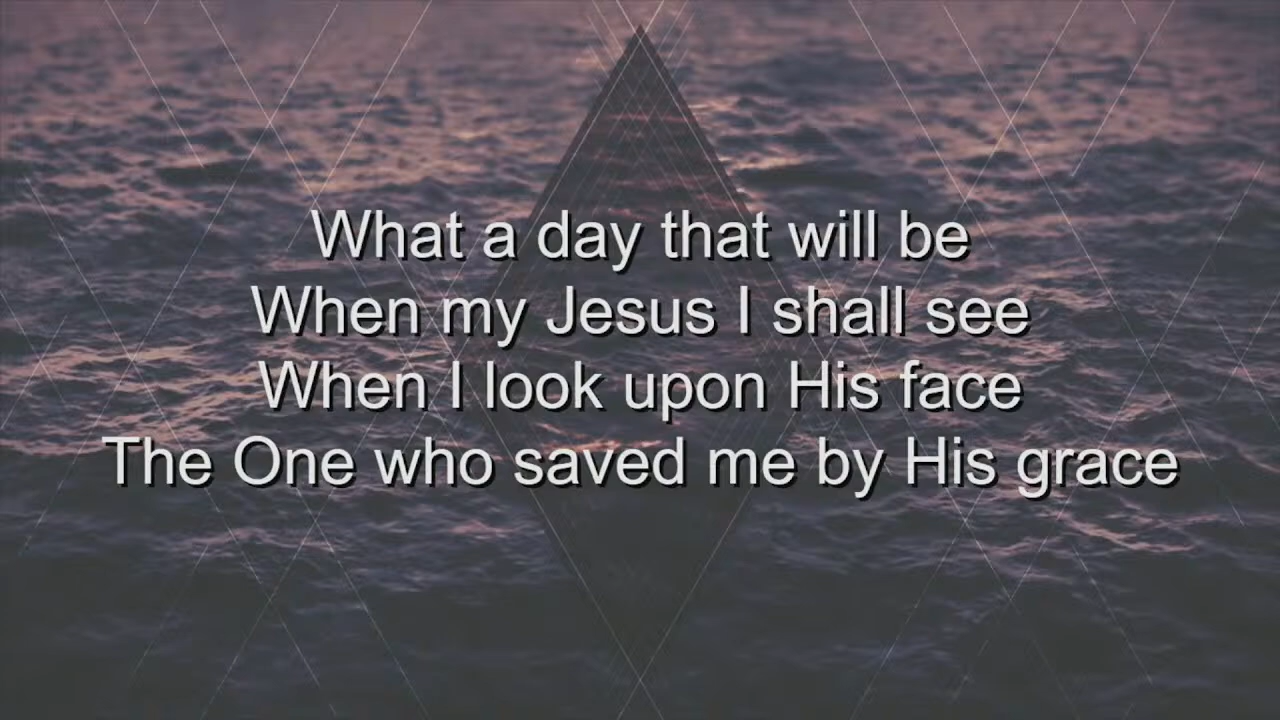 What a day that will be
When my Jesus I shall see
When I look upon His face
The One who saved me by His grace